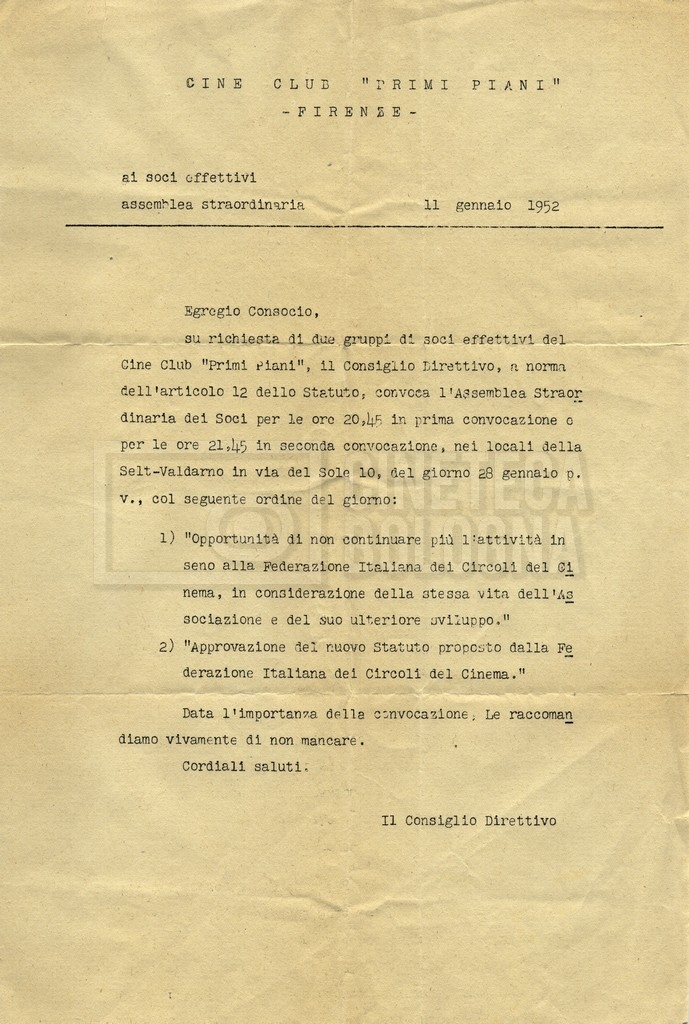 CINE CLUB "PRIMI PIANI"
-FIRENZE-
ai soci effettivi
assemblea straordinaria 11 gennaio 1952
Egregio Consocio,
su richiesta di due gruppi di soci effettivi del
Cine Club "Primi Piani", il Consiglio Direttivo, a norma
dell'articolo 12 dello Statuto, convoca l'Assemblea Straor
dinaria dei Soci per le ore 20,45 in prima convocazione e
per le ore 21,45 in seconda convocazione, nei locali della
Selt-Valdarno in via del Sole 10, del giorno 28 gennaio p.
v., col seguente ordine del giorno:
1) "Opportunità di non continuare più l'attività in
seno alla Federazione Italiana dei Circoli del Ci
nema, in considerazione della stessa vita dell'As
sociazione e del suo ulteriore sviluppo."
2) "Approvazione del nuovo Statuto proposto dalla Fe
derazione Italiana dei Circoli del Cinema."
Data l'importanza della convocazione, Le raccoman
diamo vivamente di non mancare.
Cordiali saluti.
Il Consiglio Direttivo
CINETECA
BOLOGNA